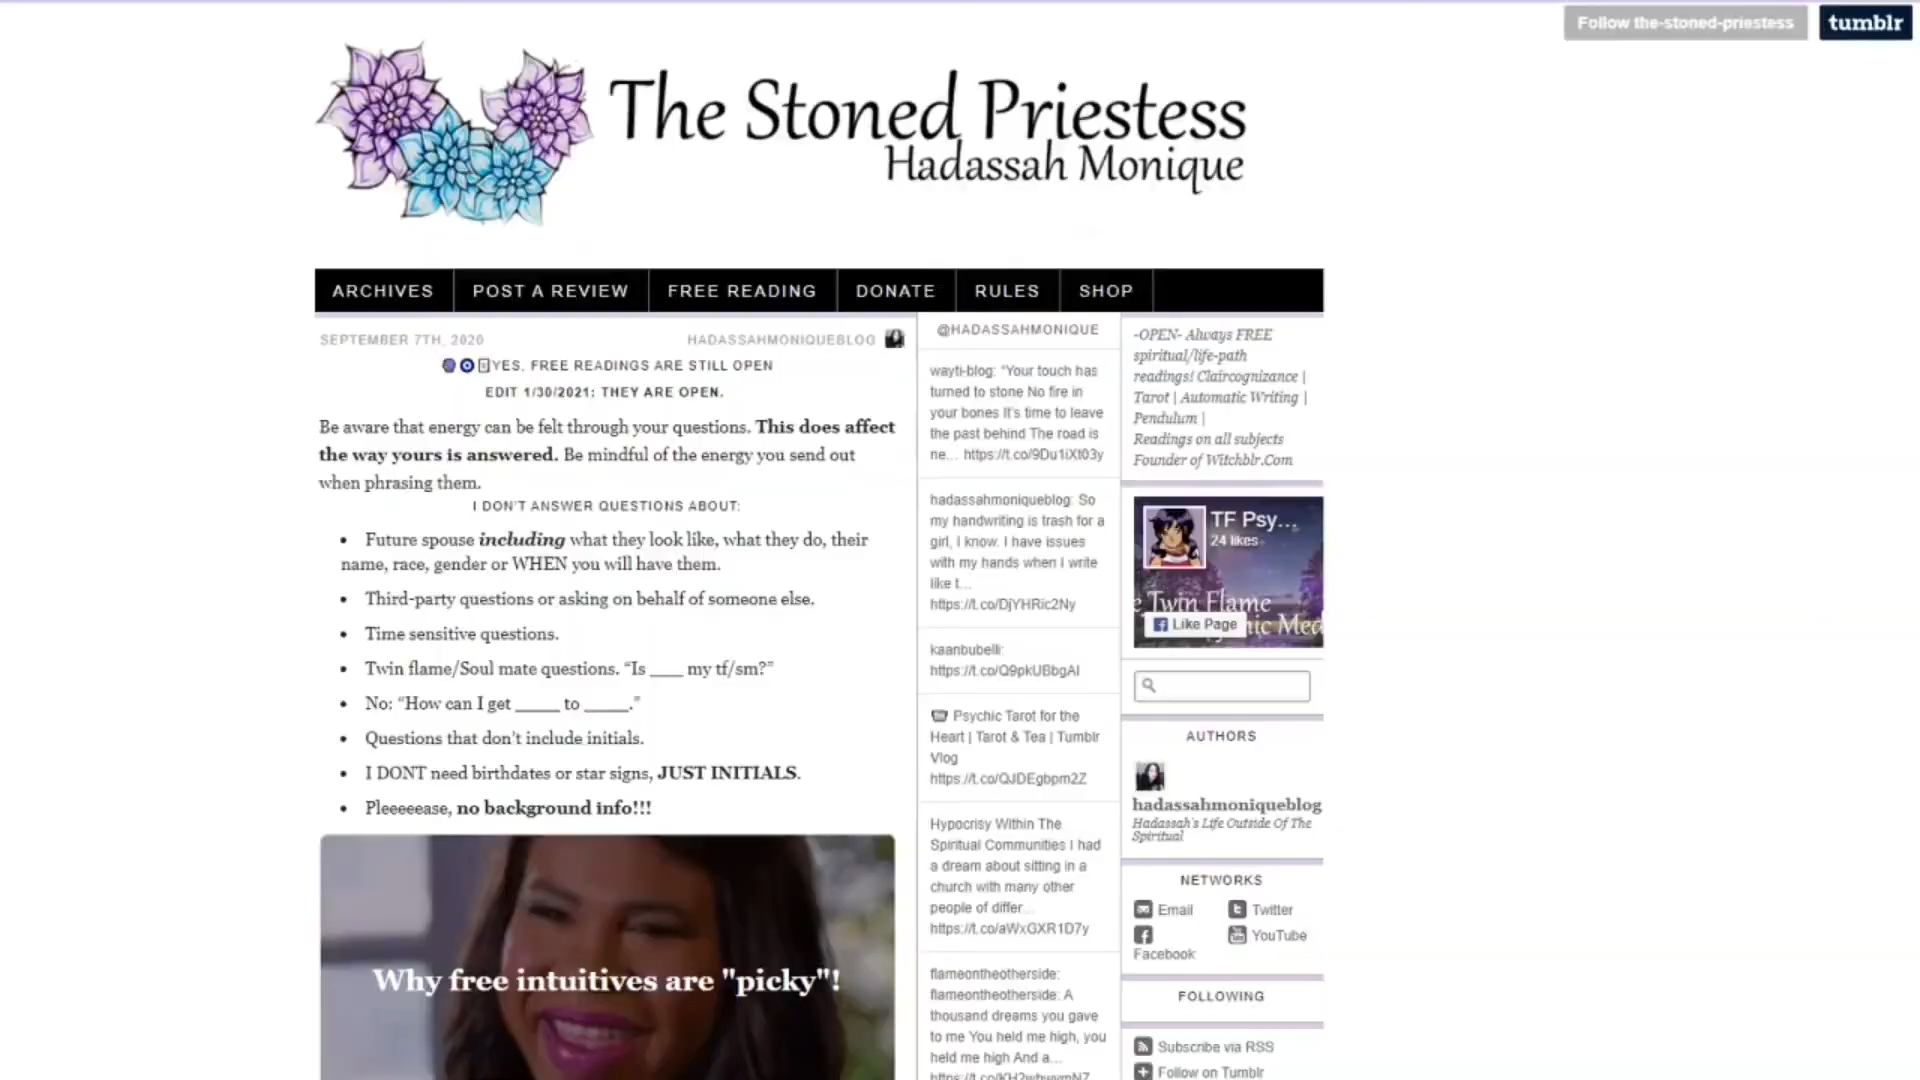 Follow the-stoned-priestess
tumblr
The Stoned Priestess
Hadassah Monique
ARCHIVES
POST A REVIEW
FREE READING
DONATE
RULES
SHOP
SEPTEMBER 7TH, 2020
HADASSAHMONIQUEBLOG
YES, FREE READINGS ARE STILL OPEN
EDIT 1/30/2021: THEY ARE OPEN.
Be aware that energy can be felt through your questions. This does affect
the way yours is answered. Be mindful of the energy you send out
when phrasing them.
I DON'T ANSWER QUESTIONS ABOUT:
• Future spouse including what they look like, what they do, their
name, race, gender or WHEN you will have them.
• Third-party questions or asking on behalf of someone else.
• Time sensitive questions.
• Twin flame/Soul mate questions. “Is ____ my tf/sm?”
• No: “How can I get _____ to _____.”
• Questions that don’t include initials.
• I DONT need birthdates or star signs, JUST INITIALS.
• Pleeeeease, no background info!!!
Why free intuitives are "picky"!
@HADASSAHMONIQUE
wayti-blog: “Your touch has
turned to stone No fire in
your bones It’s time to leave
the past behind The road is
ne... https://t.co/9Du1iXt03y
hadassahmoniqueblog: So
my handwriting is trash for a
girl, I know. I have issues
with my hands when I write
like t...
https://t.co/DjYHRic2Ny
kaanbubelli:
https://t.co/Q9pkUBbgAI
Psychic Tarot for the
Heart | Tarot & Tea | Tumblr
Vlog
https://t.co/QJDEgbpm2Z
Hypocrisy Within The
Spiritual Communities I had
a dream about sitting in a
church with many other
people of differ...
https://t.co/aWxGXR1D7y
flameontheotherside:
flameontheotherside: A
thousand dreams you gave
to me You held me high, you
held me high And a...
-OPEN- Always FREE
spiritual/life-path
readings! Claircognizance |
Tarot | Automatic Writing |
Pendulum |
Readings on all subjects
Founder of Witchblr.Com
TF Psy...
24 likes
Twin Flame
Like Page
AUTHORS
hadassahmoniqueblog
Hadassah's Life Outside Of The
Spiritual
NETWORKS
Email
Twitter
Facebook
YouTube
FOLLOWING
Subscribe via RSS
Follow on Tumblr